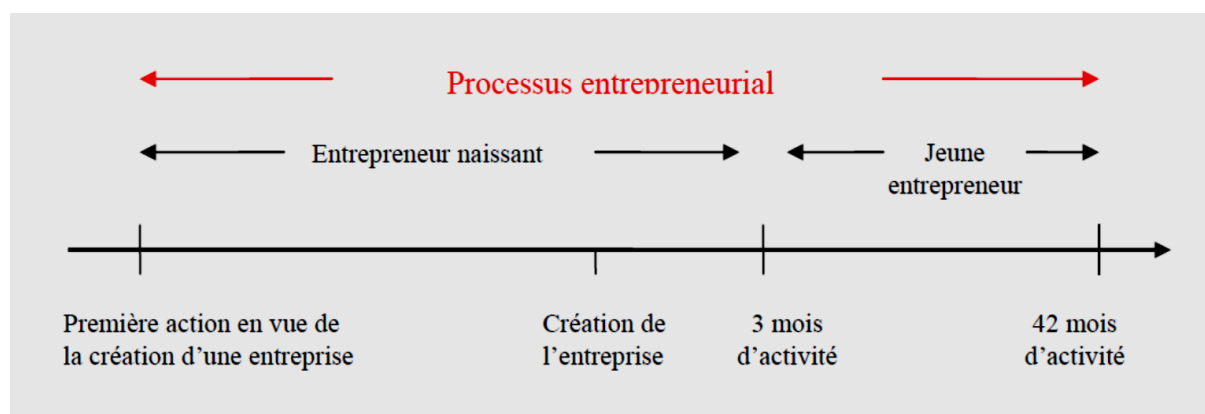 Processus entrepreneurial
Entrepreneur naissant
Jeune
entrepreneur
Première action en vue de
la création d’une entreprise
Création de
l’entreprise
3 mois
d’activité
42 mois
d’activité